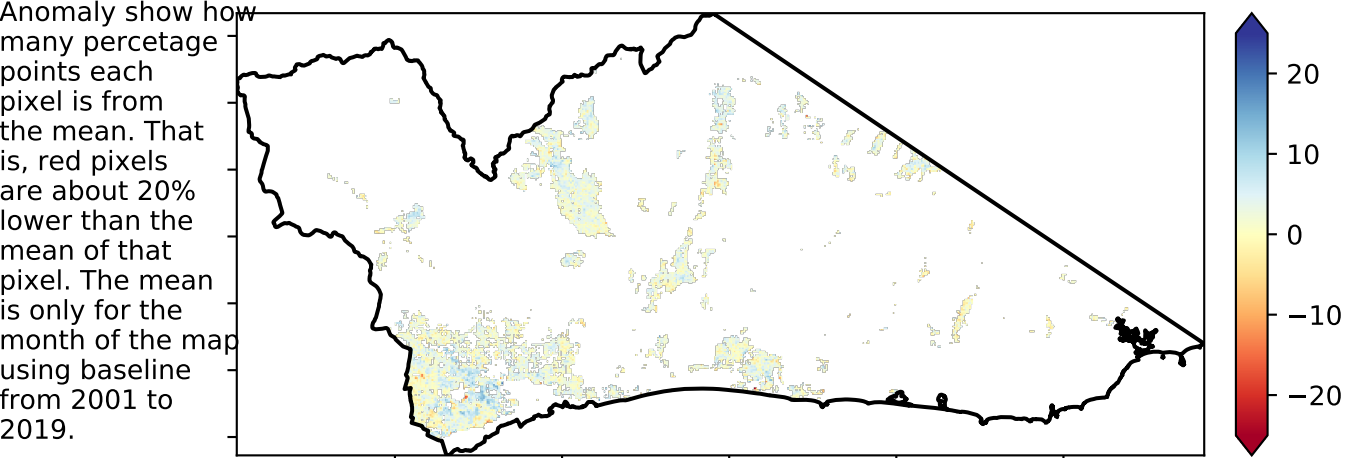 Anomaly show how
many percetage
points each
pixel is from
the mean. That
is, red pixels
are about 20%
lower than the
mean of that
pixel. The mean
is only for the
month of the map
using baseline
from 2001 to
2019.
20
10
0
−10
−20